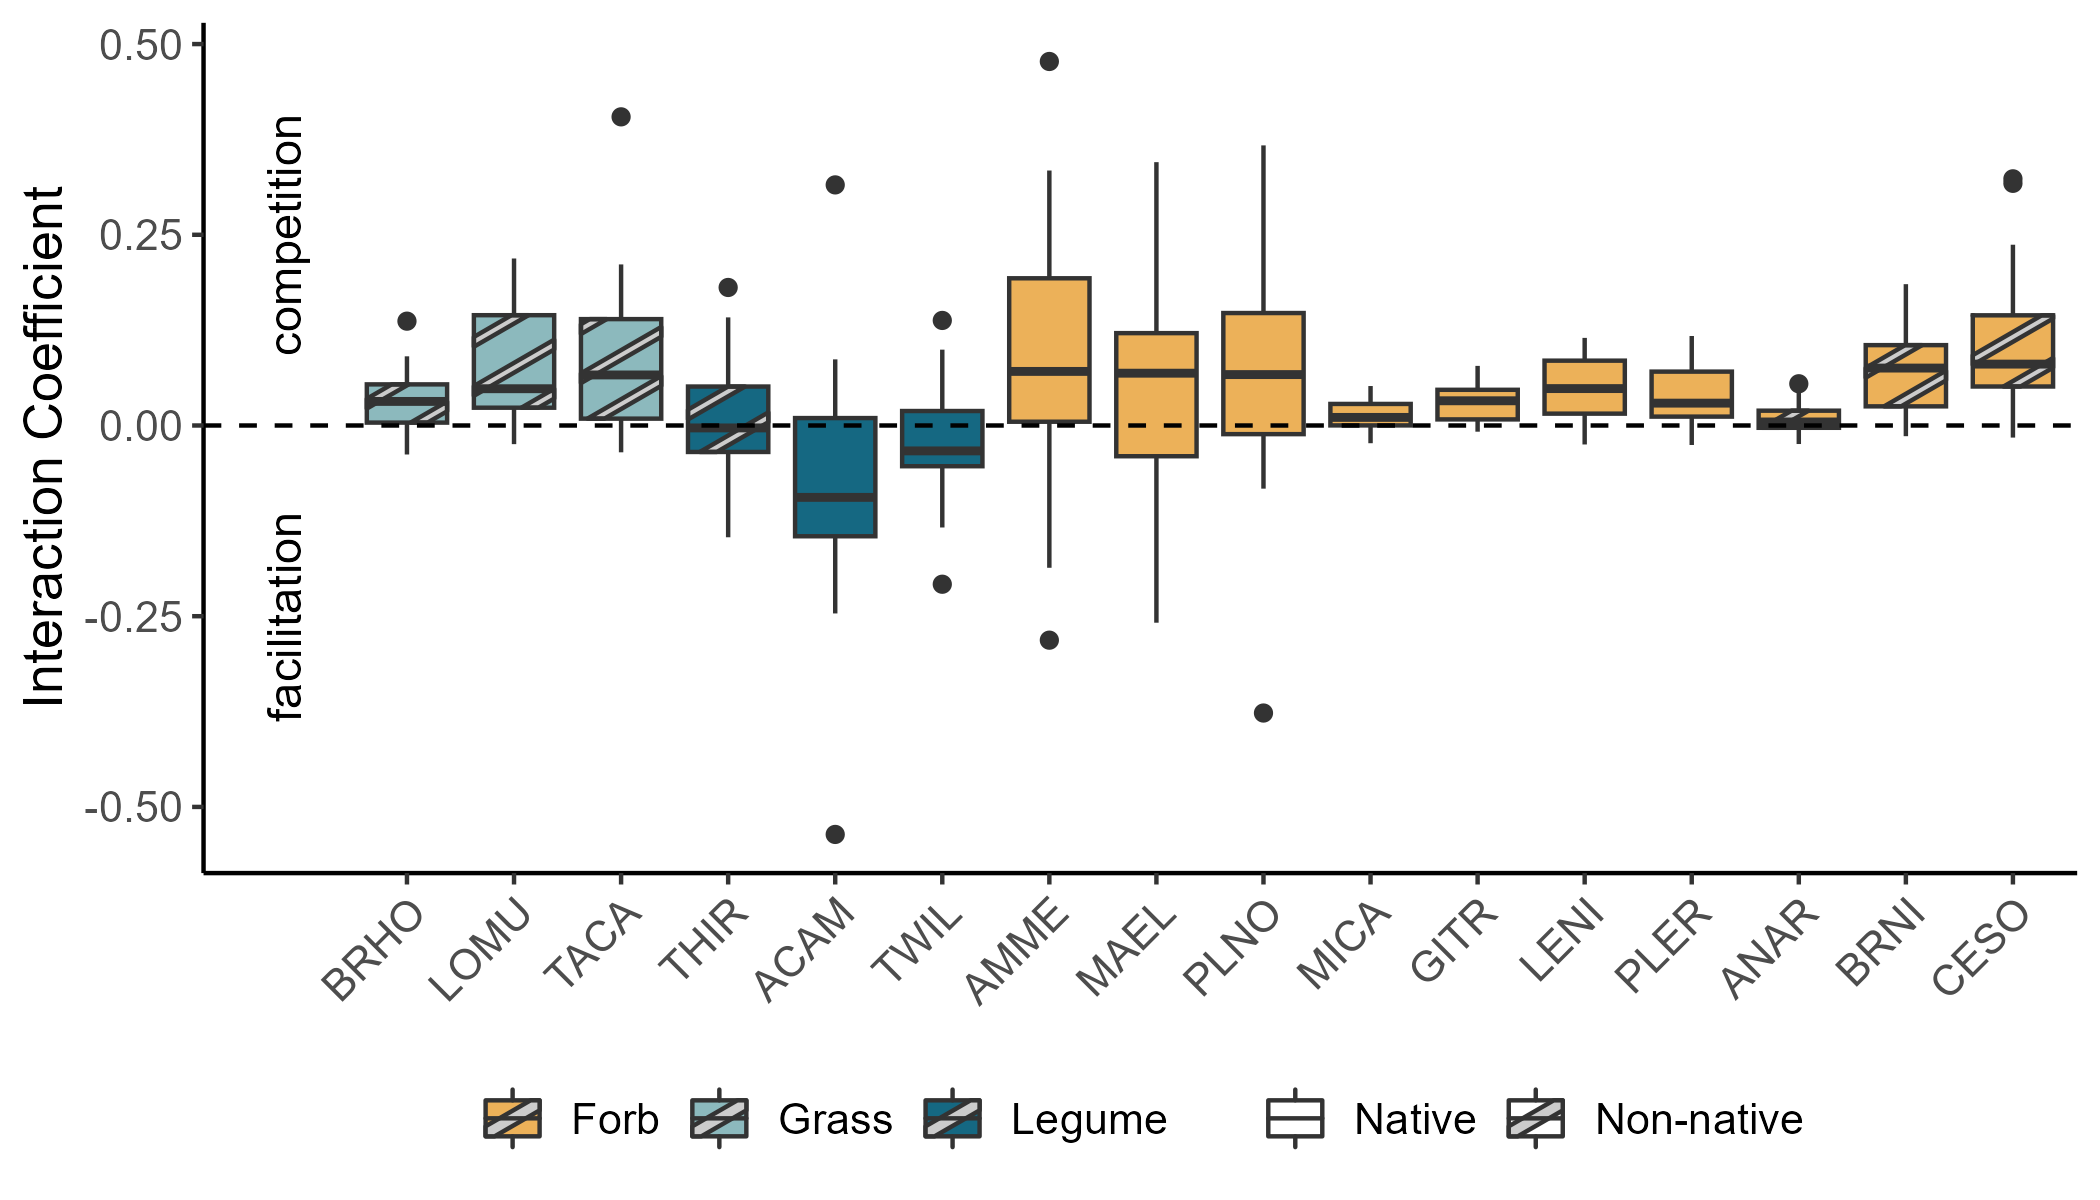 Interaction Coefficient
0.50
0.25
0.00
-0.25
-0.50
competition
facilitation
BRHO
LOMU
TACA
THIR
ACAM
TWIL
AMME
MAEL
PLNO
MICA
GITR
LENI
PLER
ANAR
BRNI
CESO
Forb Grass Legume Native Non-native